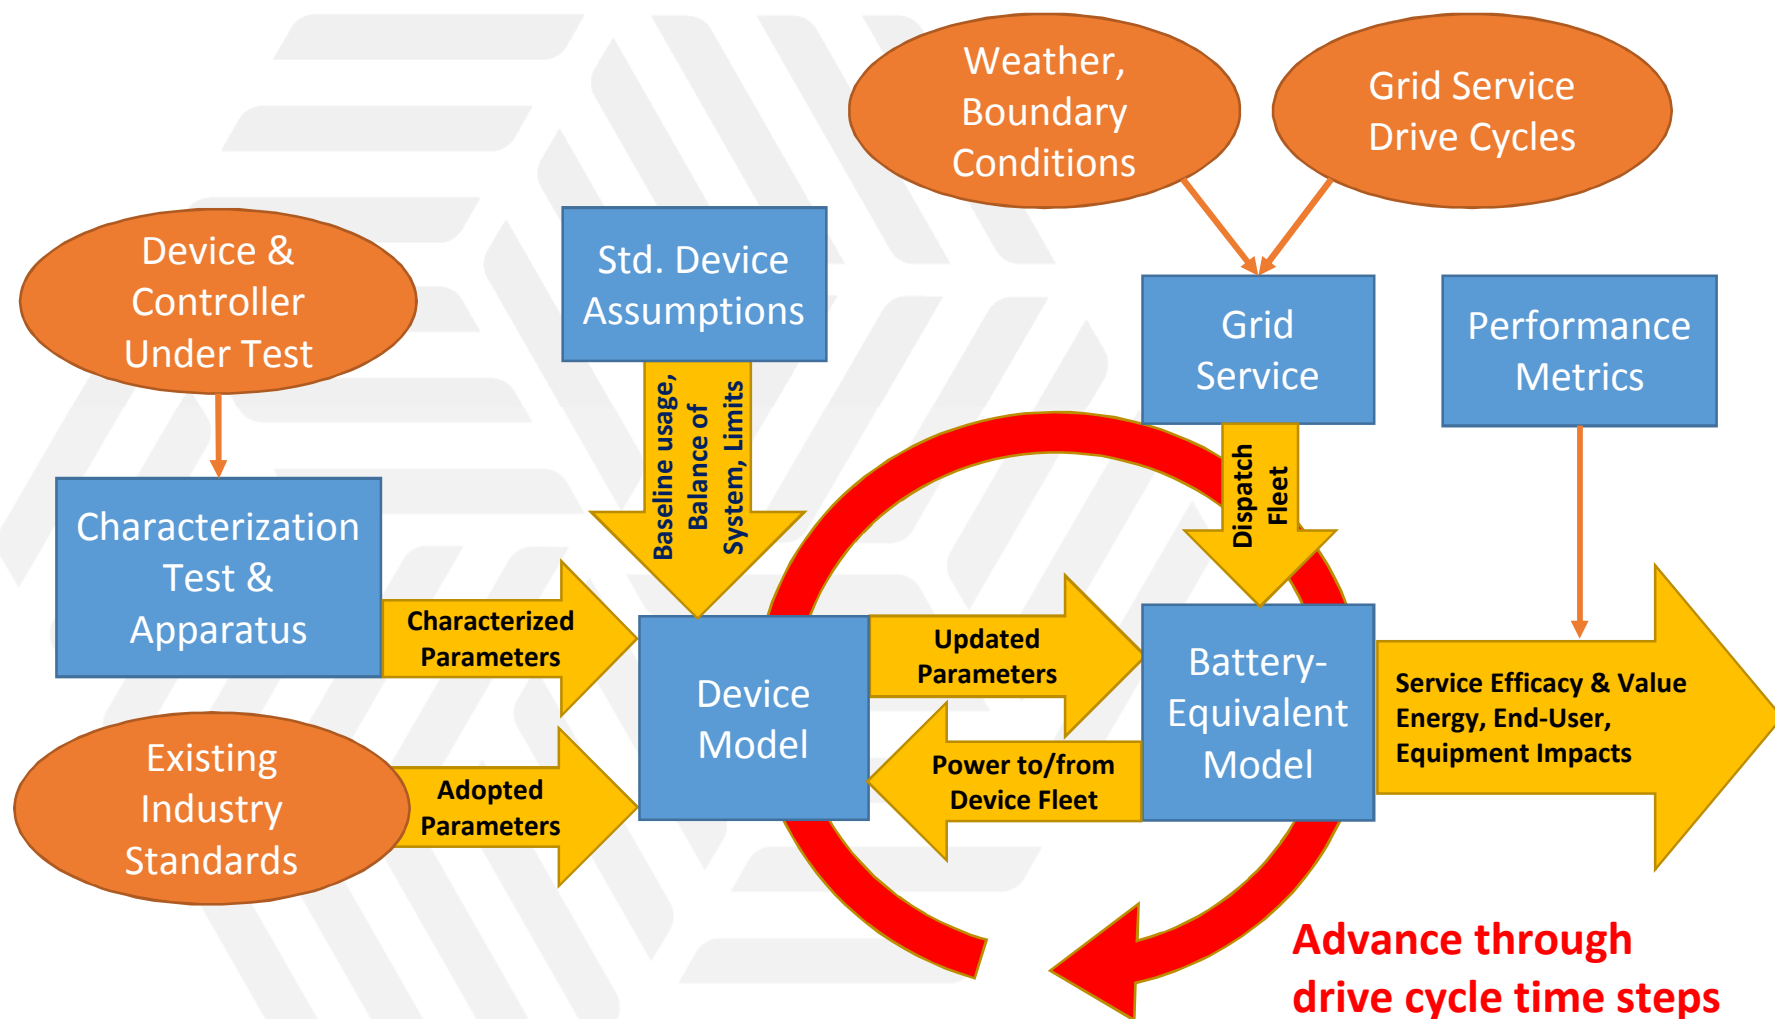 Weather,
Boundary
Conditions
Grid Service
Drive Cycles
Device &
Controller
Under Test
Std. Device
Assumptions
Grid
Service
Performance
Metrics
Baseline usage,
Balance of
System, Limits
Dispatch
Fleet
Characterization
Test &
Apparatus
Characterized
Parameters
Updated
Parameters
Device
Model
Battery-
Equivalent
Model
Service Efficacy & Value
Energy, End-User,
Equipment Impacts
Power to/from
Device Fleet
Existing
Industry
Standards
Adopted
Parameters
Advance through
drive cycle time steps